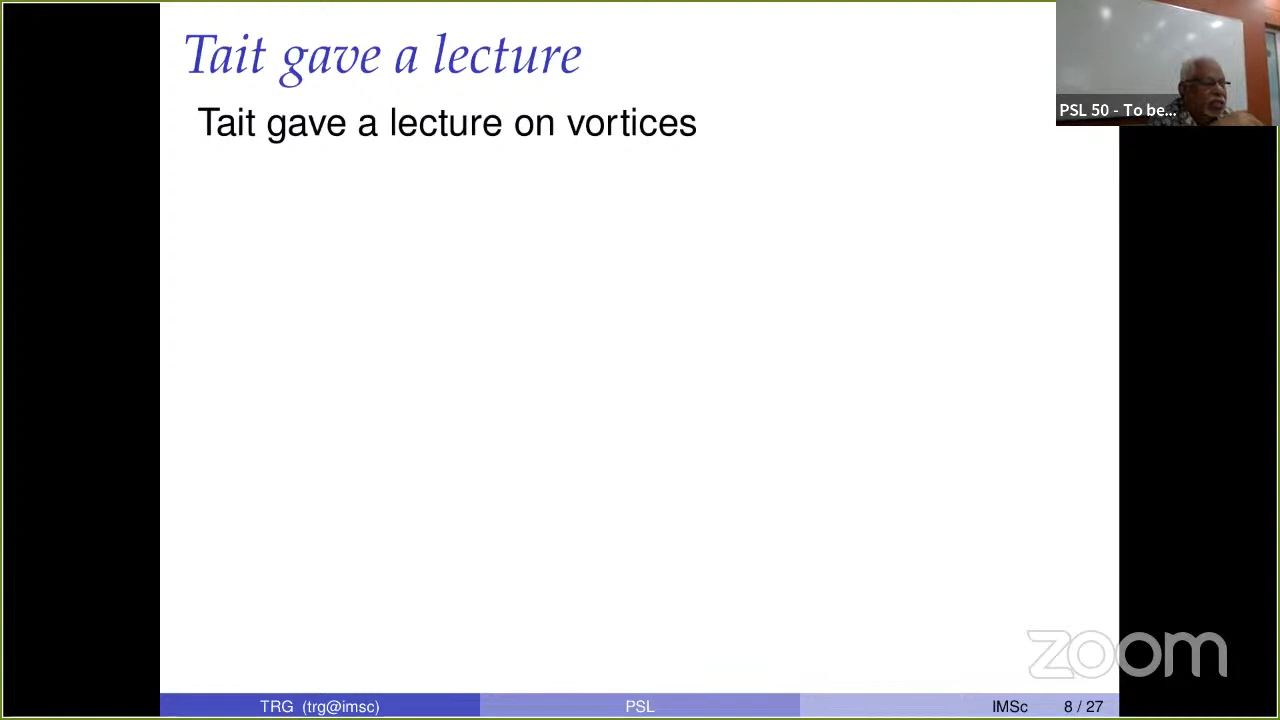 Tait gave a lecture
Tait gave a lecture on vortices
PSL 50 - To be...
zoom
TRG (trg@imsc) PSL IMSc 8 / 27